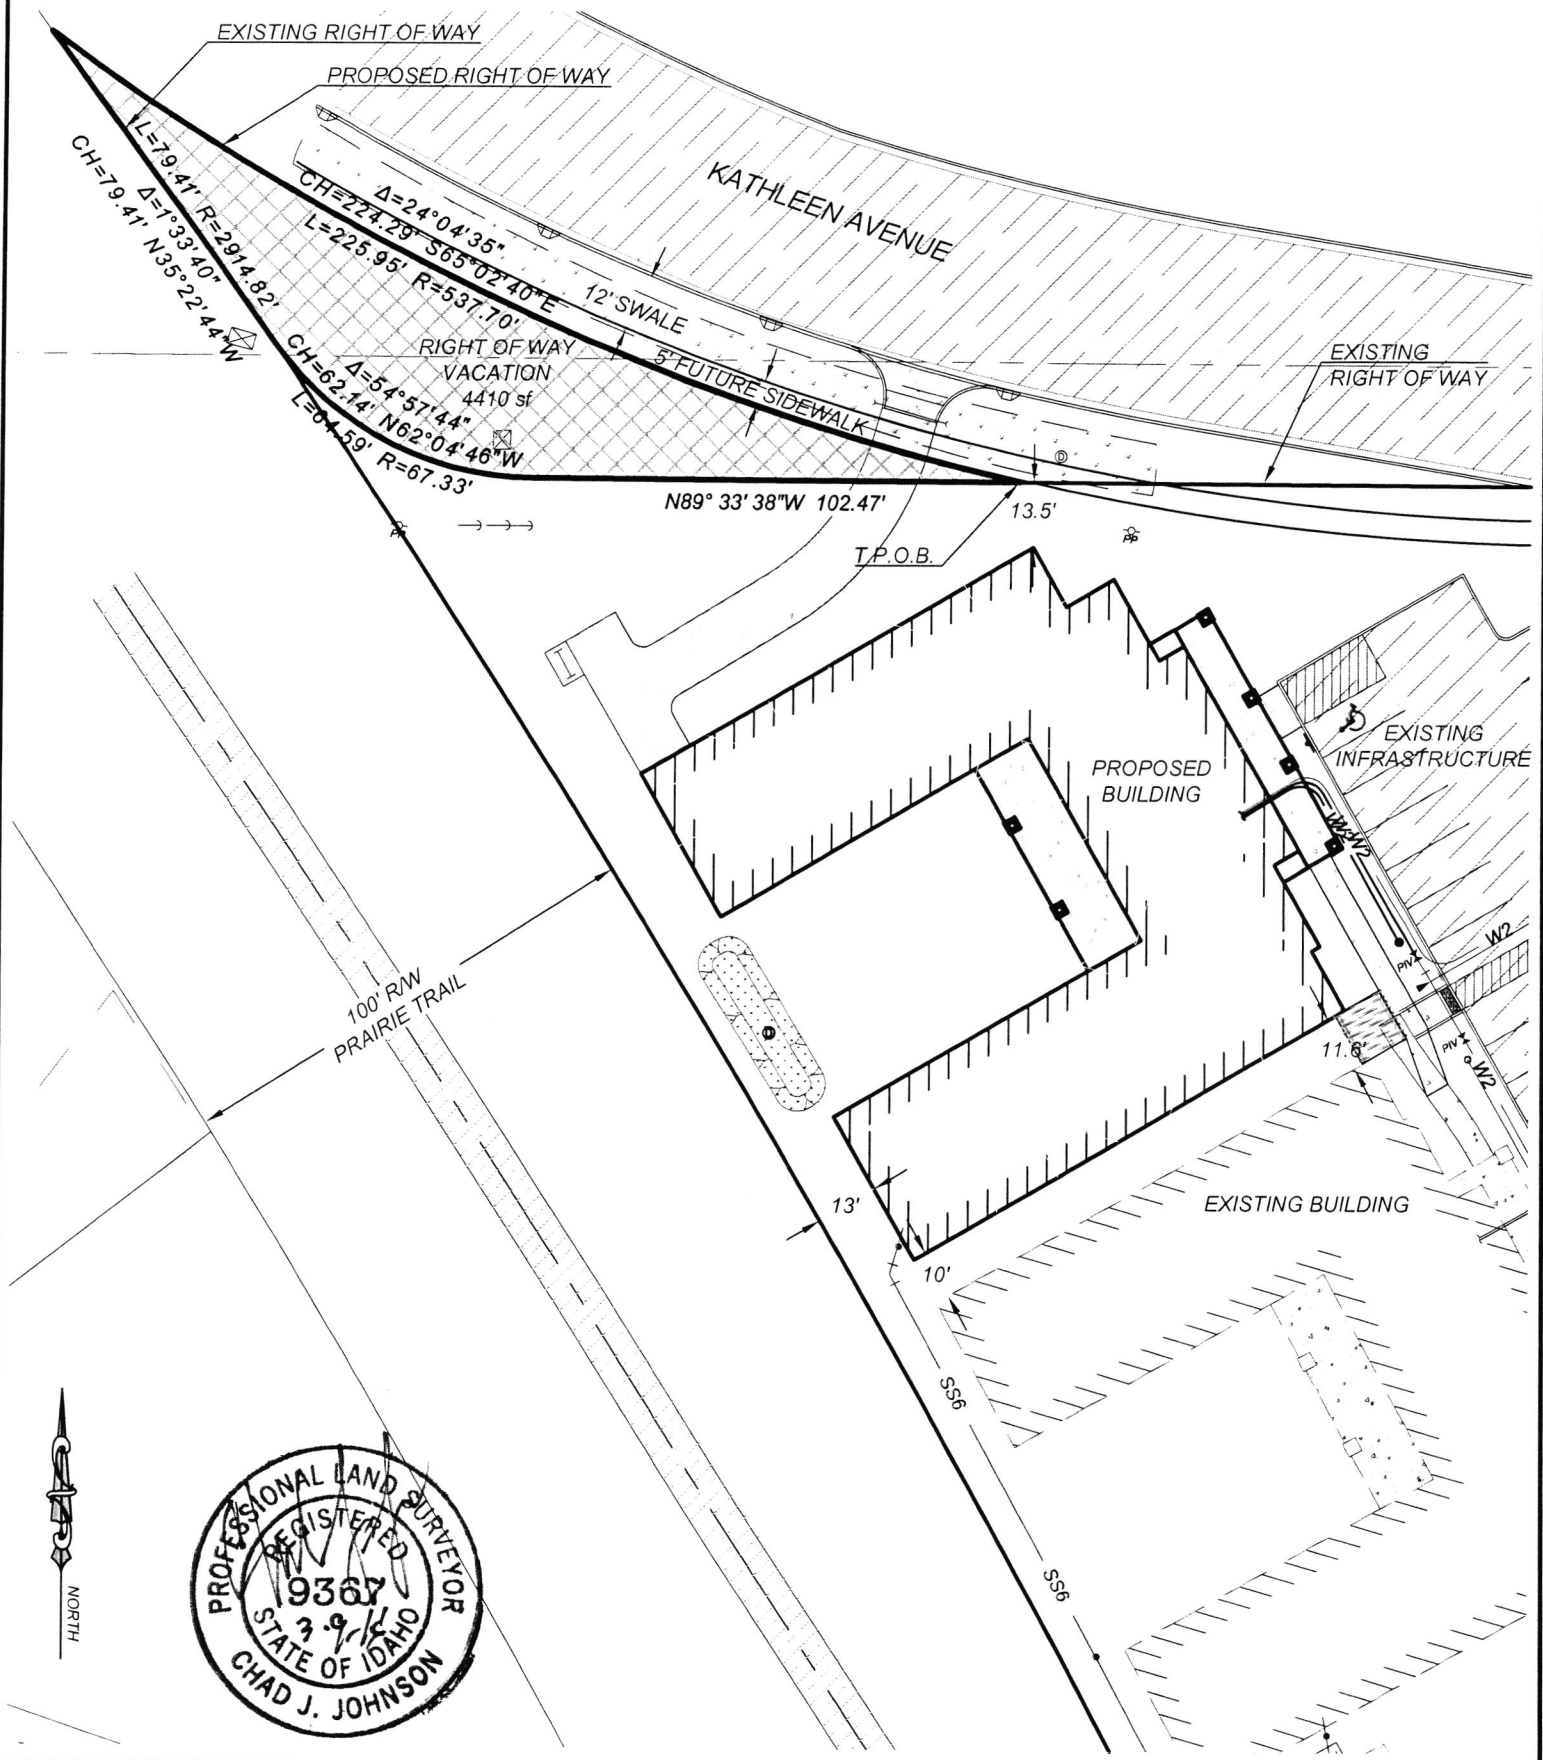 EXISTING RIGHT OF WAY
PROPOSED RIGHT OF WAY
KATHLEEN AVENUE
L=79.41' R=2914.82'
Δ=1°33'40"
CH=79.41' N35°22'44"W
Δ=24°04'35"
CH=224.29' S65°02'40"E
L=225.95' R=537.70'
12' SWALE
RIGHT OF WAY
VACATION
4410 sf
5' FUTURE SIDEWALK
EXISTING
RIGHT OF WAY
Δ=54°57'44"
CH=62.14' N62°04'46"W
L=64.59' R=67.33'
N89° 33' 38"W 102.47'
13.5'
T.P.O.B.
PP
PP
D
EXISTING
INFRASTRUCTURE
PROPOSED
BUILDING
W2
W2
PIV
100' R/W
PRAIRIE TRAIL
D
11.6'
PIV
W2
13'
EXISTING BUILDING
10'
SS6
SS6
NORTH
PROFESSIONAL LAND SURVEYOR
REGISTERED
9367
STATE OF IDAHO
CHAD J. JOHNSON